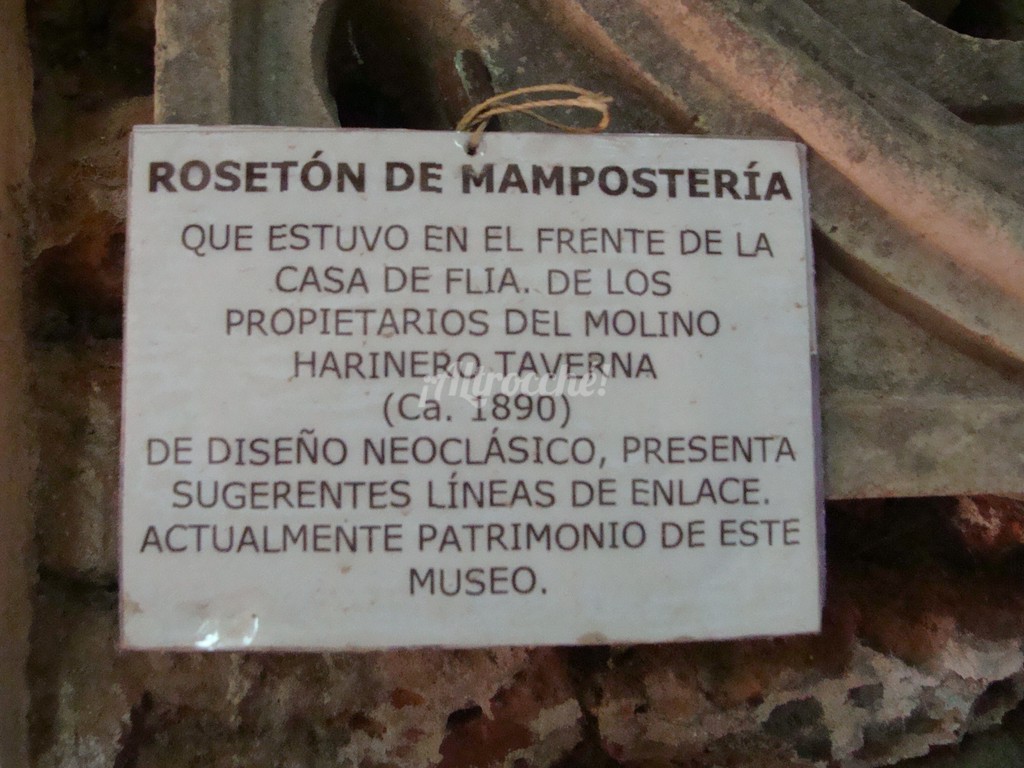 ROSETÓN DE MAMPOSTERÍA
QUE ESTUVO EN EL FRENTE DE LA
CASA DE FLIA. DE LOS
PROPIETARIOS DEL MOLINO
HARINERO TAVERNA
¡Altrocche!
(Ca. 1890)
DE DISEÑO NEOCLÁSICO, PRESENTA
SUGERENTES LÍNEAS DE ENLACE.
ACTUALMENTE PATRIMONIO DE ESTE
MUSEO.